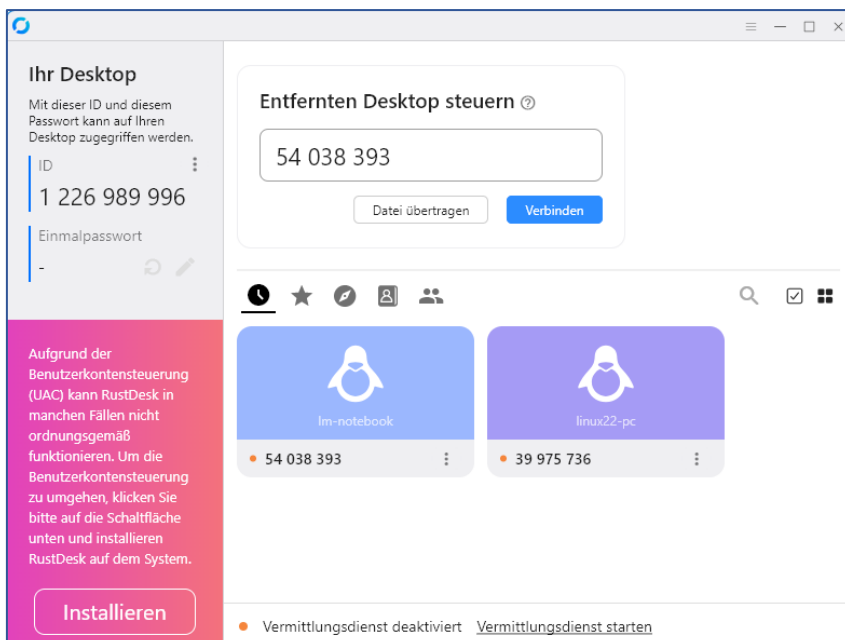 Ihr Desktop
Mit dieser ID und diesem
Passwort kann auf Ihren
Desktop zugegriffen werden.
ID
1 226 989 996
Einmalpasswort
-
Aufgrund der
Benutzerkontensteuerung
(UAC) kann RustDesk in
manchen Fällen nicht
ordnungsgemäß
funktionieren. Um die
Benutzerkontensteuerung
zu umgehen, klicken Sie
bitte auf die Schaltfläche
unten und installieren
RustDesk auf dem System.
Installieren
Entfernten Desktop steuern
54 038 393
Datei übertragen
Verbinden
lm-notebook
54 038 393
linux22-pc
39 975 736
Vermittlungsdienst deaktiviert Vermittlungsdienst starten